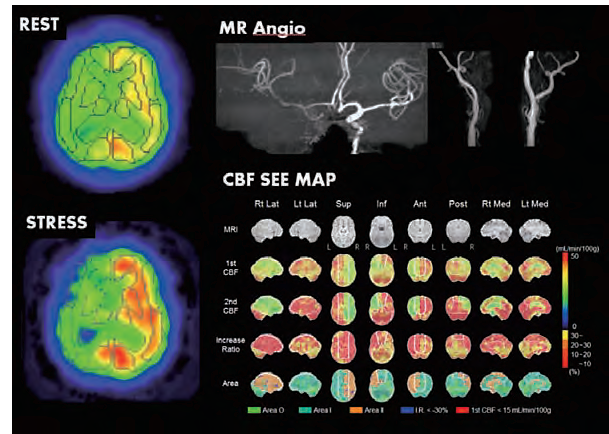 REST
MR Angio
CBF SEE MAP
Rt Lat Lt Lat Sup Inf Ant Post Rt Med Lt Med
MRI
L R R L R L L R
(mL/min/100g)
STRESS
1st CBF
50
2nd CBF
0
Increase Ratio
30~
20~30
10~20
~10
(%)
Area
Area 0 Area I Area II I.R. < -30% 1st CBF < 15 mL/min/100g